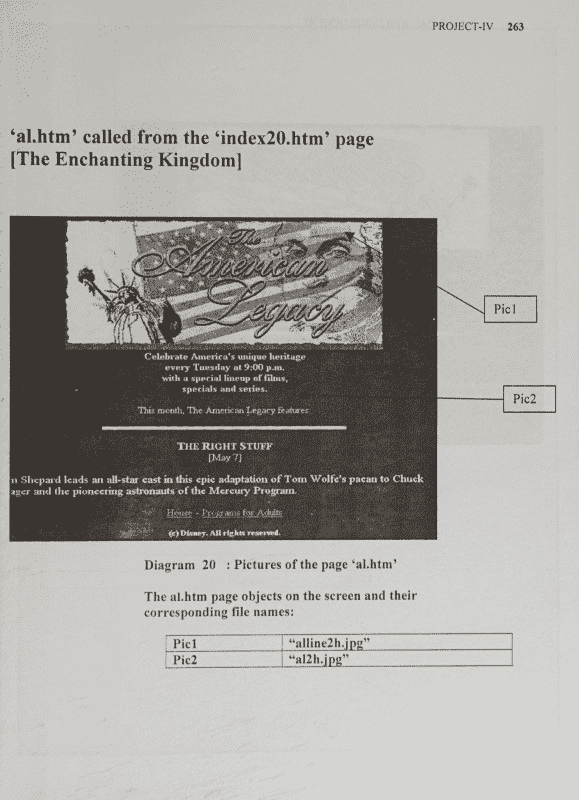 PROJECT-IV 263
‘al.htm’ called from the ‘index20.htm’ page
[The Enchanting Kingdom]
The
American
Legacy
Pic1
Celebrate America's unique heritage
every Tuesday at 9:00 p.m.
with a special lineup of films,
specials and series.
Pic2
This month, The American Legacy features
THE RIGHT STUFF
[May 7]
n Shepard leads an all-star cast in this epic adaptation of Tom Wolfe's paean to Chuck
ager and the pioneering astronauts of the Mercury Program.
House - Programs for Adults
(c) Disney. All rights reserved.
Diagram 20 : Pictures of the page ‘al.htm’
The al.htm page objects on the screen and their
corresponding file names:
Pic1 “alline2h.jpg”
Pic2 “al2h.jpg”